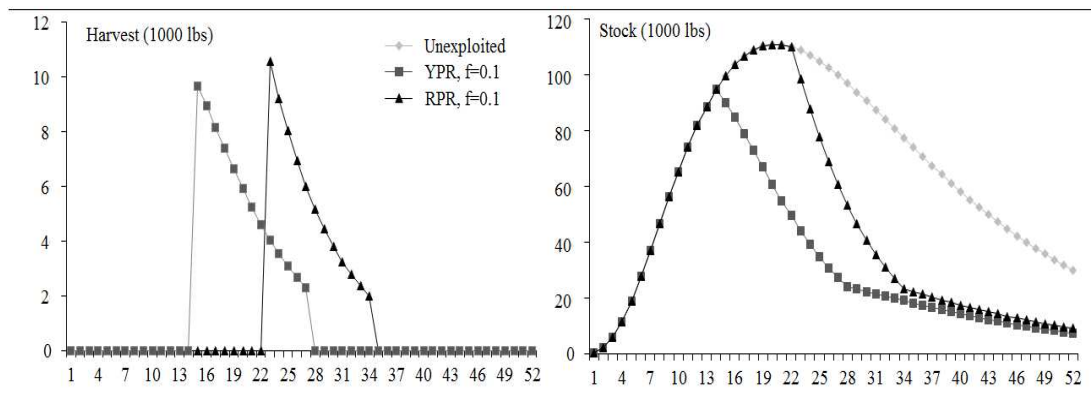 Harvest (1000 lbs)
12
10
8
6
4
2
0
1 4 7 10 13 16 19 22 25 28 31 34 37 40 43 46 49 52
Unexploited
YPR, f=0.1
RPR, f=0.1
Stock (1000 lbs)
120
100
80
60
40
20
0
1 4 7 10 13 16 19 22 25 28 31 34 37 40 43 46 49 52